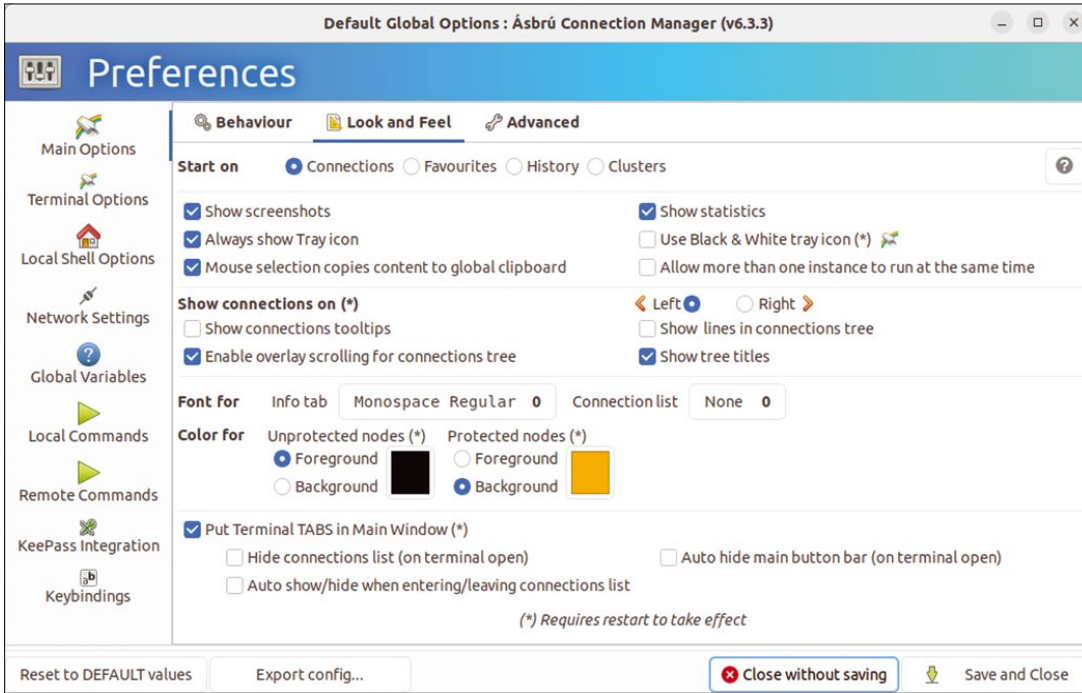 Default Global Options : Ásbrú Connection Manager (v6.3.3)
Preferences
Main Options
Terminal Options
Local Shell Options
Network Settings
Global Variables
Local Commands
Remote Commands
KeePass Integration
Keybindings
Behaviour Look and Feel Advanced
Start on Connections Favourites History Clusters
Show screenshots Show statistics
Always show Tray icon Use Black & White tray icon (*)
Mouse selection copies content to global clipboard Allow more than one instance to run at the same time
Show connections on (*) Left Right
Show connections tooltips Show lines in connections tree
Enable overlay scrolling for connections tree Show tree titles
Font for Info tab Monospace Regular 0 Connection list None 0
Color for Unprotected nodes (*) Protected nodes (*)
Foreground Foreground
Background Background
Put Terminal TABS in Main Window (*)
Hide connections list (on terminal open) Auto hide main button bar (on terminal open)
Auto show/hide when entering/leaving connections list
(*) Requires restart to take effect
Reset to DEFAULT values Export config... Close without saving Save and Close